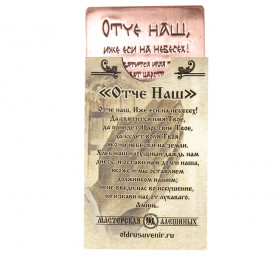 Отче наш,
иже еси на небесех!
«Отче Наш»
Отче наш, Иже еси на небесех!
Да святится имя Твое,
да приидет Царствие Твое,
да будет воля Твоя,
яко на небеси и на земли.
Хлеб наш насущный даждь нам
днесь; и остави нам долги наша,
якоже и мы оставляем
должником нашим;
и не введи нас во искушение,
но избави нас от лукаваго.
Аминь.
МАСТЕРСКАЯ АЛЕШИНЫХ
oldrusuvenir.ru